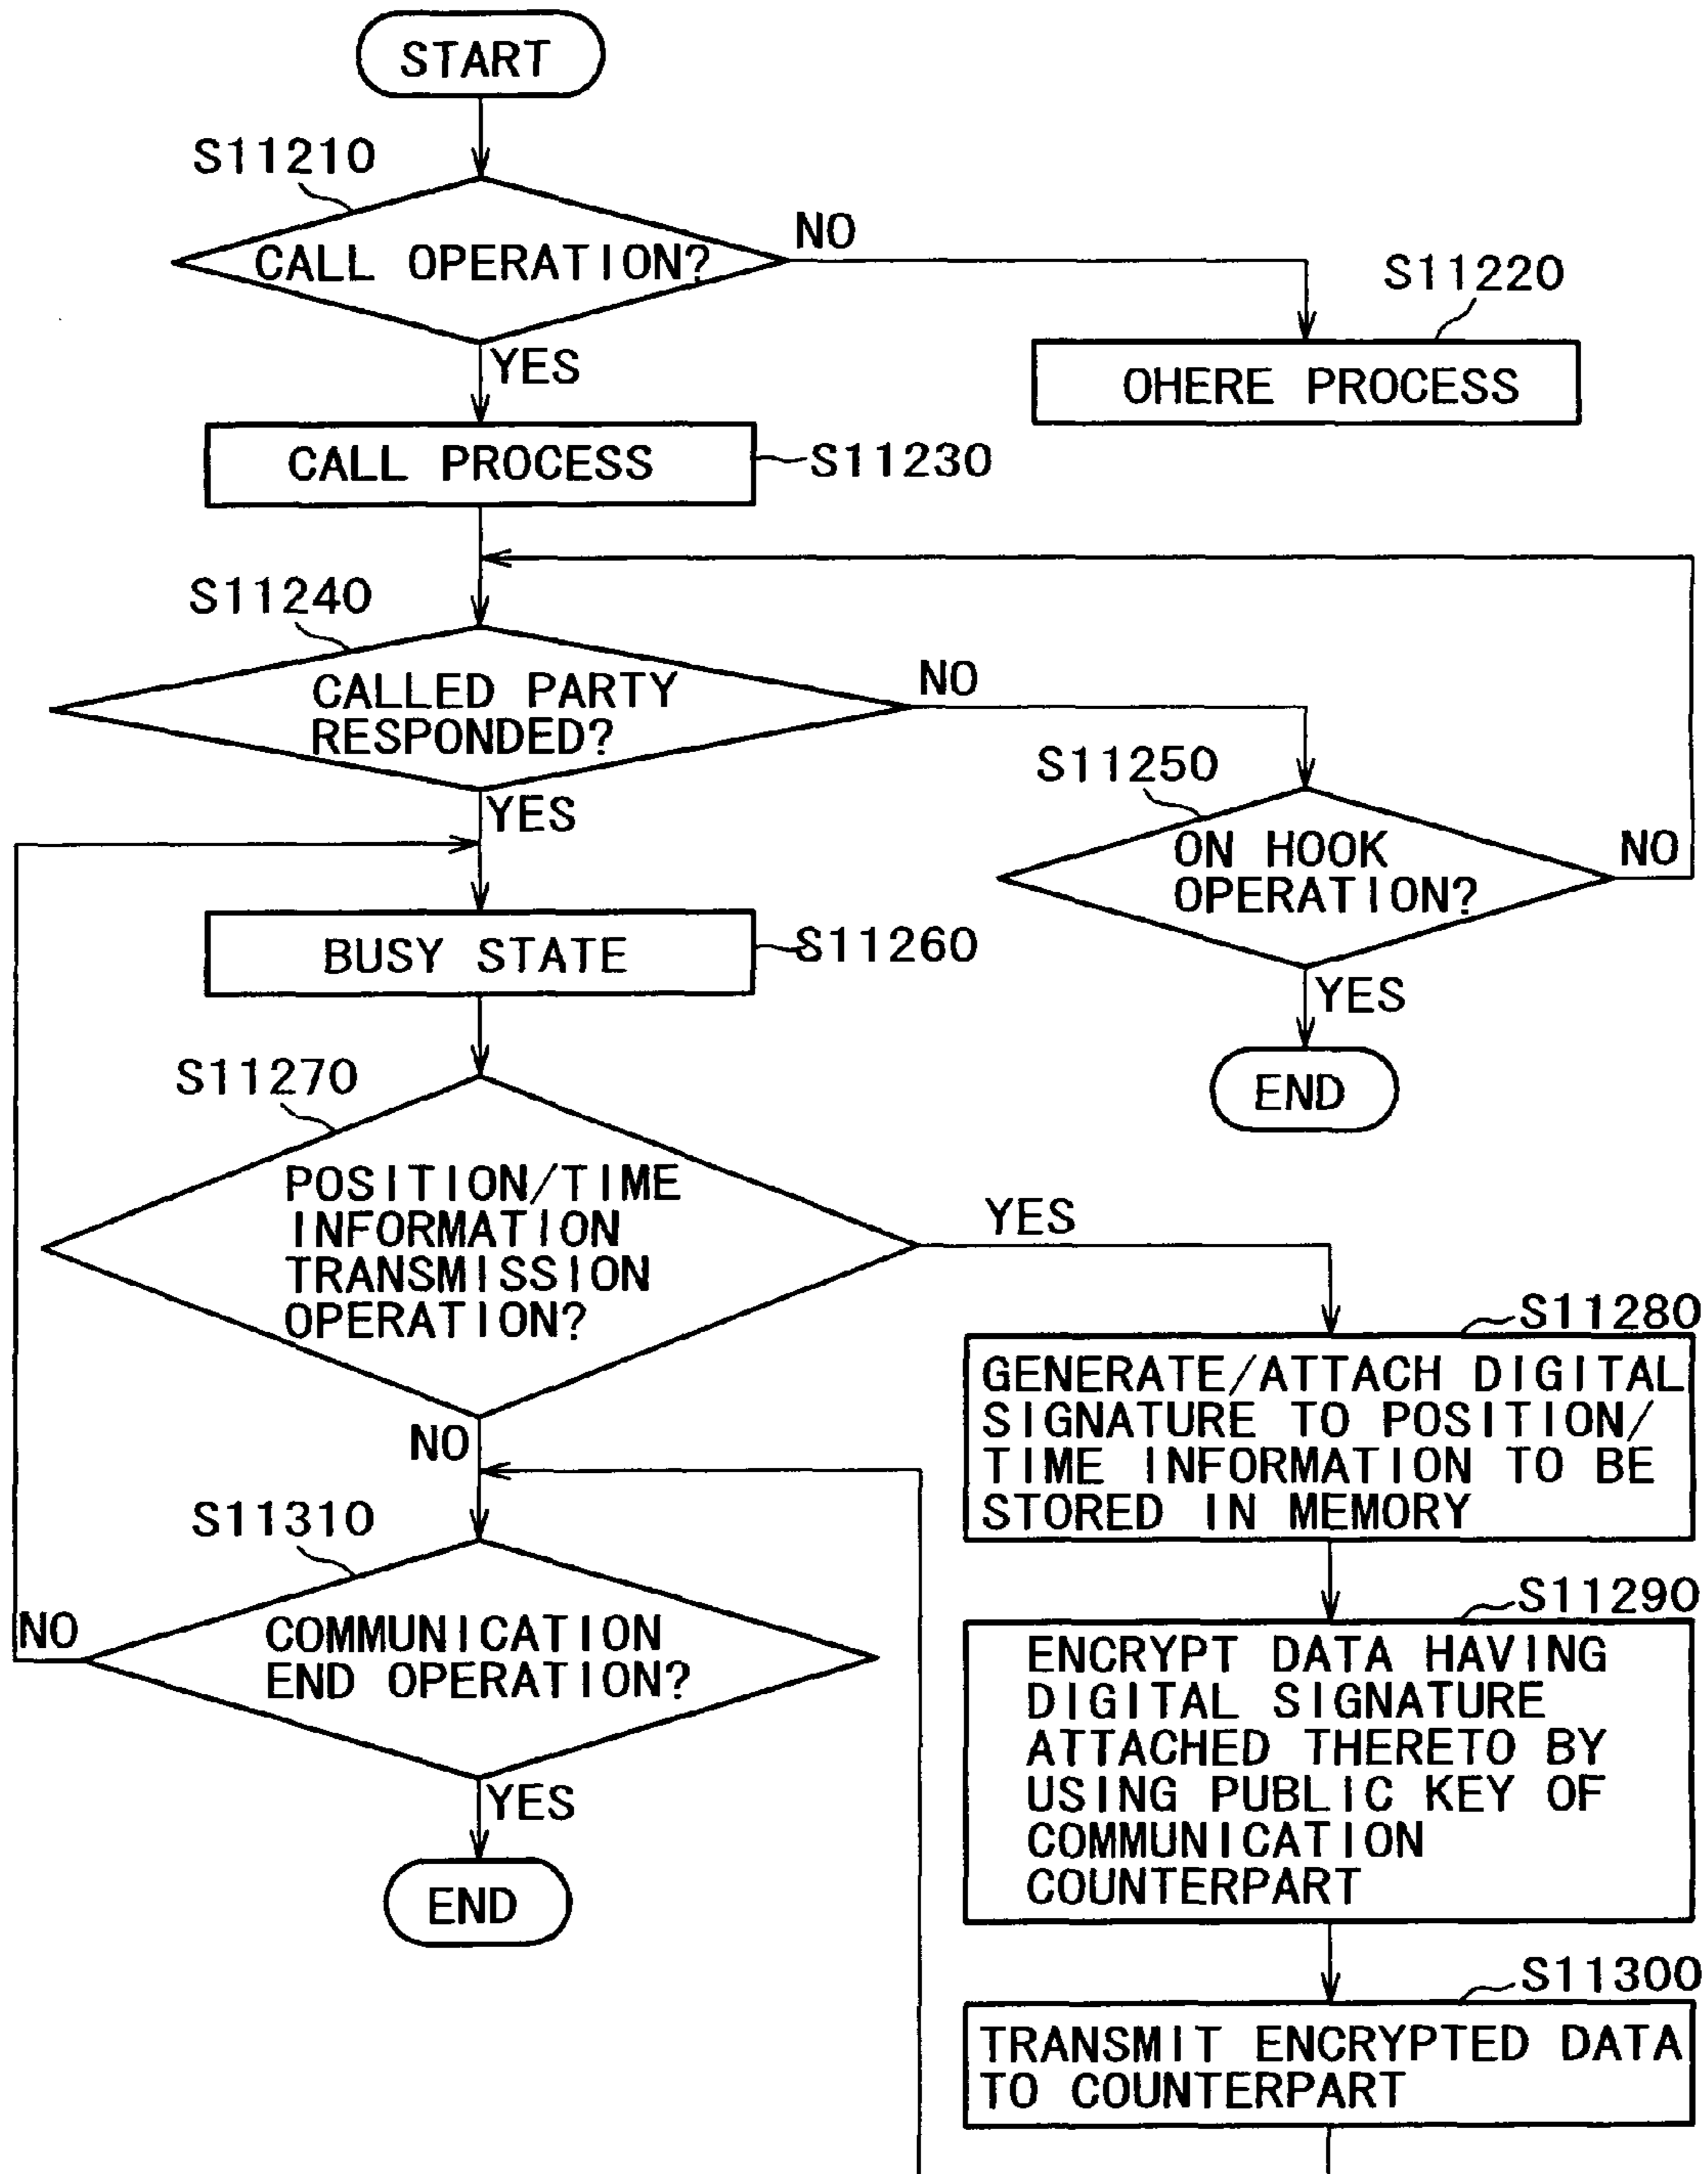 START
S11210
CALL OPERATION?
NO
S11220
YES
OHERE PROCESS
CALL PROCESS
S11230
S11240
CALLED PARTY
RESPONDED?
NO
S11250
YES
ON HOOK
OPERATION?
NO
BUSY STATE
S11260
YES
END
S11270
POSITION/TIME
INFORMATION
TRANSMISSION
OPERATION?
YES
S11280
GENERATE/ATTACH DIGITAL
SIGNATURE TO POSITION/
TIME INFORMATION TO BE
STORED IN MEMORY
NO
S11310
COMMUNICATION
END OPERATION?
NO
YES
END
S11290
ENCRYPT DATA HAVING
DIGITAL SIGNATURE
ATTACHED THERETO BY
USING PUBLIC KEY OF
COMMUNICATION
COUNTERPART
S11300
TRANSMIT ENCRYPTED DATA
TO COUNTERPART